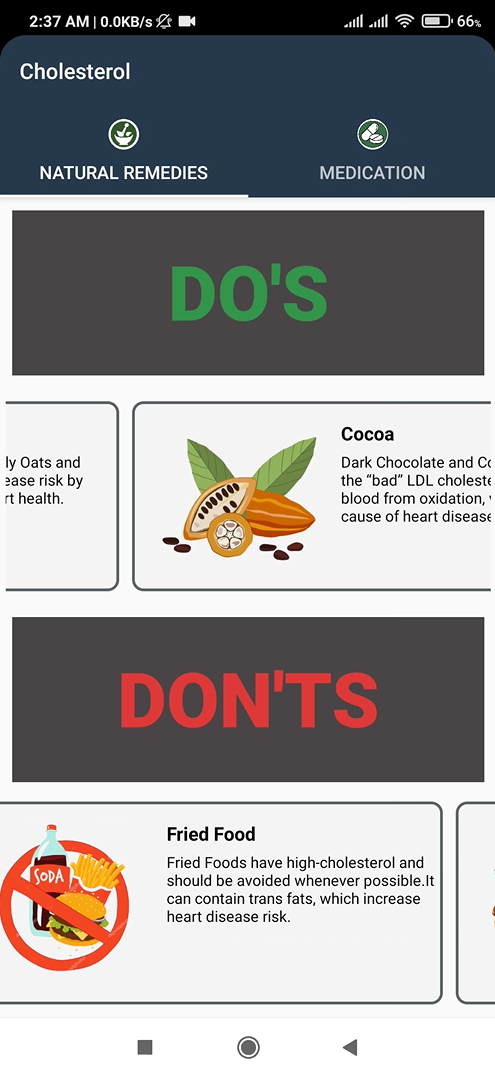 2:37 AM | 0.0KB/s
66%
Cholesterol
NATURAL REMEDIES
MEDICATION
DO'S
ly Oats and
ease risk by
rt health.
Cocoa
Dark Chocolate and Co
the “bad” LDL choleste
blood from oxidation,
cause of heart disease
DON'TS
SODA
Fried Food
Fried Foods have high-cholesterol and
should be avoided whenever possible.It
can contain trans fats, which increase
heart disease risk.